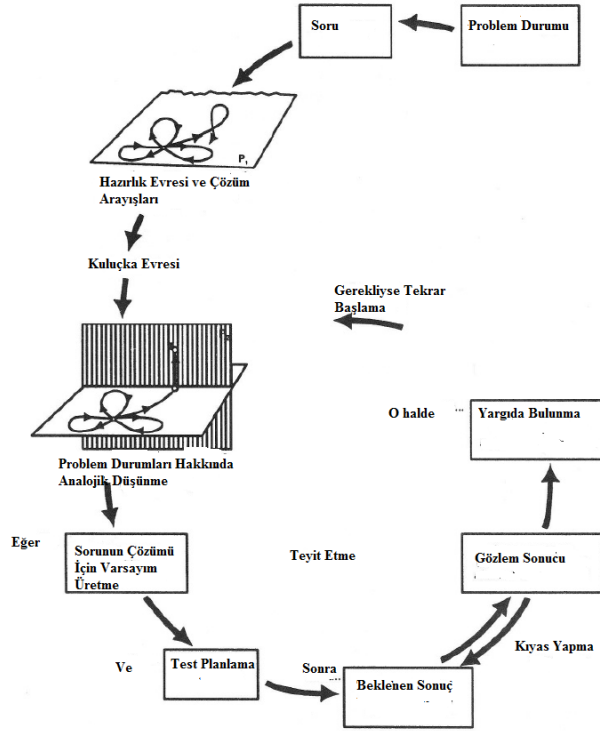 Soru
Problem Durumu
P1
Hazırlık Evresi ve Çözüm
Arayışları
Kuluçka Evresi
Gerekliyse Tekrar
Başlama
O halde
Yargıda Bulunma
Problem Durumları Hakkında
Analojik Düşünme
Eğer
Sorunun Çözümü
İçin Varsayım
Üretme
Teyit Etme
Gözlem Sonucu
Kıyas Yapma
Ve
Test Planlama
Sonra
Beklenen Sonuç